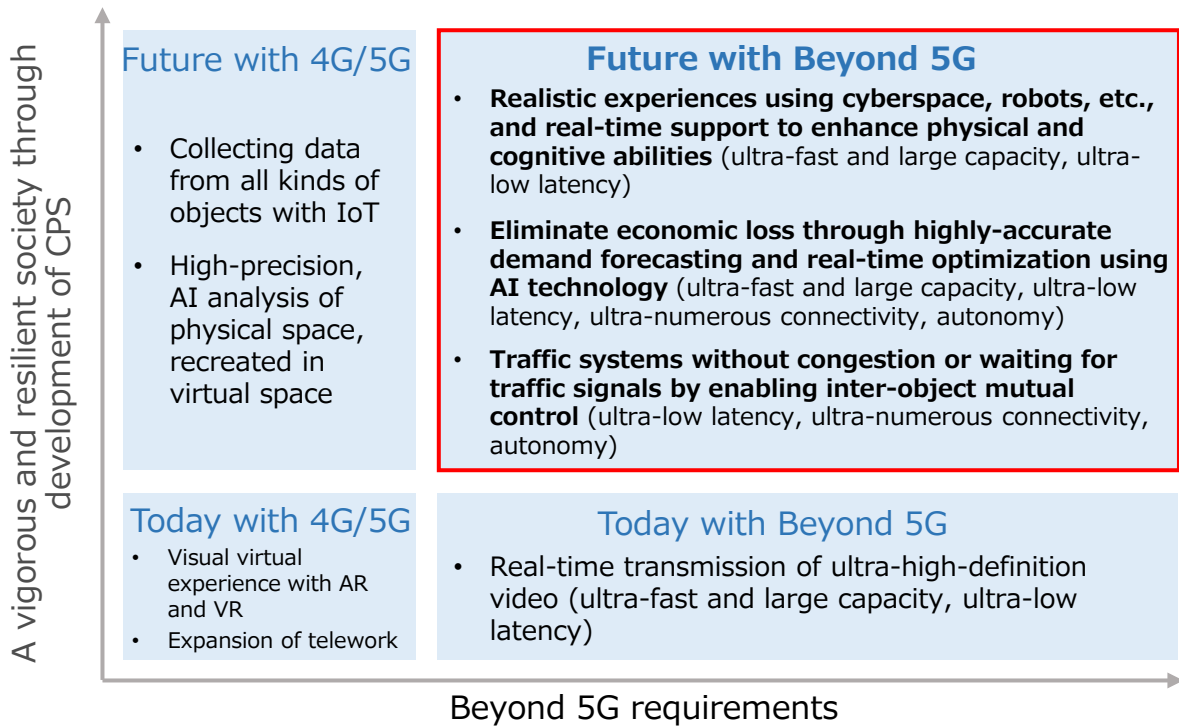 A vigorous and resilient society through
development of CPS
Future with 4G/5G
• Collecting data
from all kinds of
objects with IoT
• High-precision,
AI analysis of
physical space,
recreated in
virtual space
Future with Beyond 5G
• Realistic experiences using cyberspace, robots, etc.,
and real-time support to enhance physical and
cognitive abilities (ultra-fast and large capacity, ultra-
low latency)
• Eliminate economic loss through highly-accurate
demand forecasting and real-time optimization using
AI technology (ultra-fast and large capacity, ultra-low
latency, ultra-numerous connectivity, autonomy)
• Traffic systems without congestion or waiting for
traffic signals by enabling inter-object mutual
control (ultra-low latency, ultra-numerous connectivity,
autonomy)
Today with 4G/5G
• Visual virtual
experience with AR
and VR
• Expansion of telework
Today with Beyond 5G
• Real-time transmission of ultra-high-definition
video (ultra-fast and large capacity, ultra-low
latency)
Beyond 5G requirements